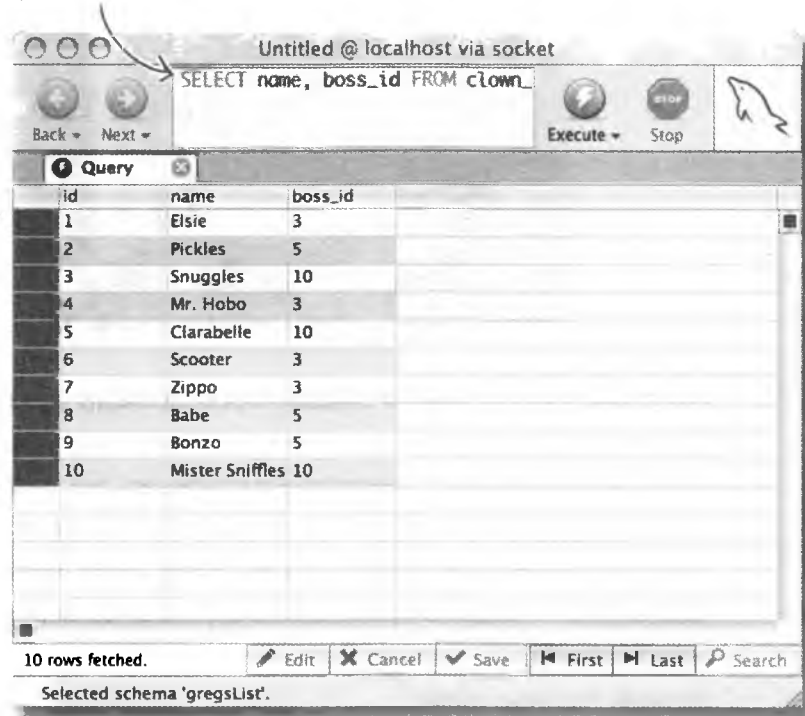 Untitled @ localhost via socket
SELECT name, boss_id FROM clown_
Back Next Execute Stop
STOP
Query
id name boss_id
1 Elsie 3
2 Pickles 5
3 Snuggles 10
4 Mr. Hobo 3
5 Clarabelle 10
6 Scooter 3
7 Zippo 3
8 Babe 5
9 Bonzo 5
10 Mister Sniffles 10
10 rows fetched. Edit Cancel Save First Last Search
Selected schema 'gregsList'.